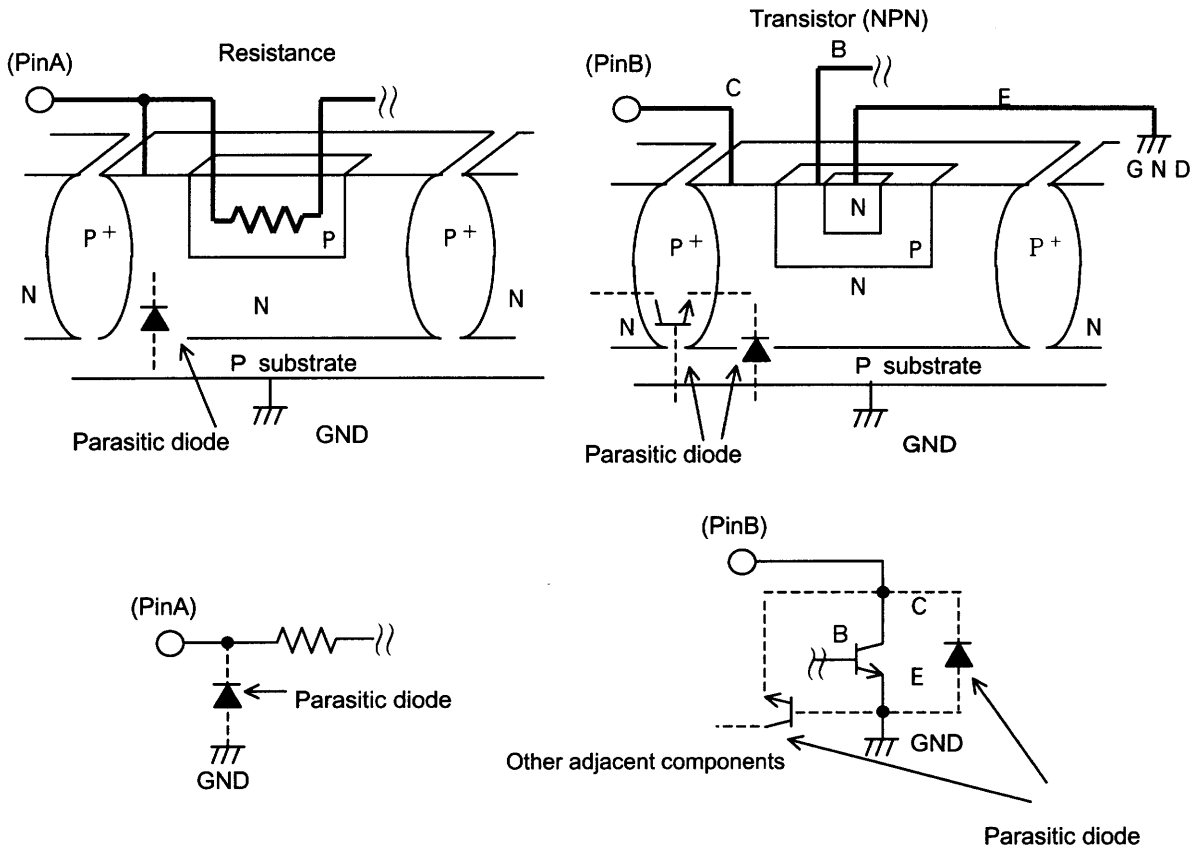 Resistance
(PinA)
P+
P
P+
N
N
N
P substrate
GND
Parasitic diode
Transistor (NPN)
B
(PinB)
C
E
GND
N
P+
P
P+
N
N
N
P substrate
GND
Parasitic diode
(PinA)
Parasitic diode
GND
(PinB)
C
B
E
GND
Other adjacent components
Parasitic diode